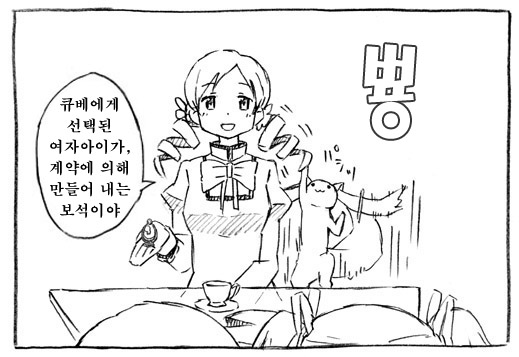 큐베에게
선택된
여자아이가,
계약에 의해
만들어 내는
보석이야
뿅